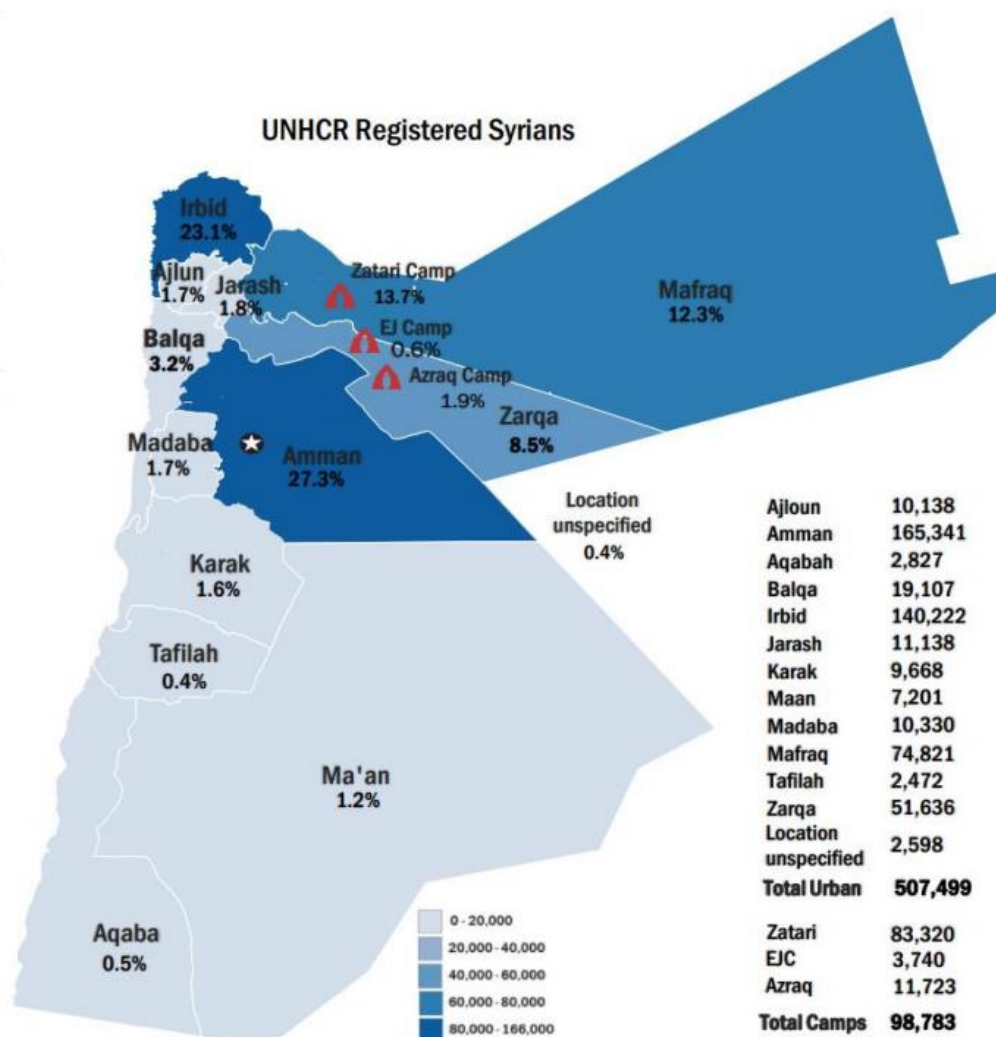 UNHCR Registered Syrians
Irbid
23.1%
Ajlun
1.7%
Jarash
1.8%
Zatari Camp
13.7%
Mafraq
12.3%
EJ Camp
0.6%
Balqa
3.2%
Azraq Camp
1.9%
Zarqa
8.5%
Madaba
1.7%
Amman
27.3%
Location
unspecified
0.4%
Karak
1.6%
Tafilah
0.4%
Ma'an
1.2%
Aqaba
0.5%
0 - 20,000
20,000 - 40,000
40,000 - 60,000
60,000 - 80,000
80,000 - 166,000
Ajloun 10,138
Amman 165,341
Aqabah 2,827
Balqa 19,107
Irbid 140,222
Jarash 11,138
Karak 9,668
Maan 7,201
Madaba 10,330
Mafraq 74,821
Tafilah 2,472
Zarqa 51,636
Location
unspecified 2,598
Total Urban 507,499
Zatari 83,320
EJC 3,740
Azraq 11,723
Total Camps 98,783